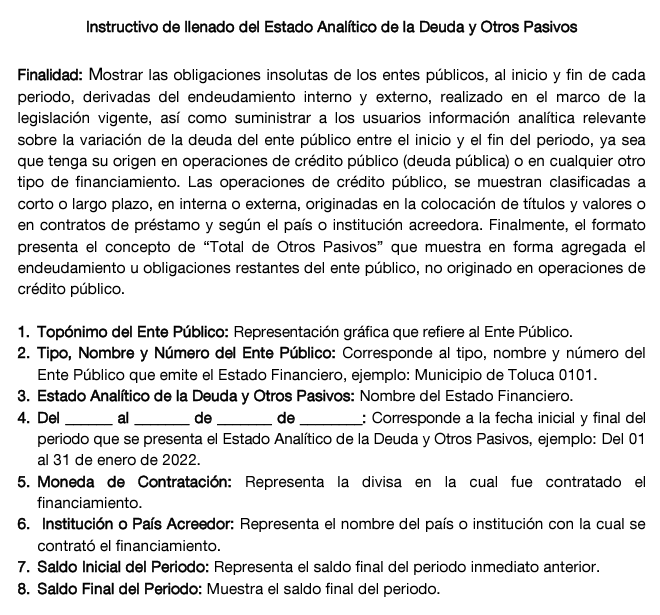 Instructivo de llenado del Estado Analítico de la Deuda y Otros Pasivos
Finalidad: Mostrar las obligaciones insolutas de los entes públicos, al inicio y fin de cada
periodo, derivadas del endeudamiento interno y externo, realizado en el marco de la
legislación vigente, así como suministrar a los usuarios información analítica relevante
sobre la variación de la deuda del ente público entre el inicio y el fin del periodo, ya sea
que tenga su origen en operaciones de crédito público (deuda pública) o en cualquier otro
tipo de financiamiento. Las operaciones de crédito público, se muestran clasificadas a
corto o largo plazo, en interna o externa, originadas en la colocación de títulos y valores o
en contratos de préstamo y según el país o institución acreedora. Finalmente, el formato
presenta el concepto de “Total de Otros Pasivos” que muestra en forma agregada el
endeudamiento u obligaciones restantes del ente público, no originado en operaciones de
crédito público.
1. Topónimo del Ente Público: Representación gráfica que refiere al Ente Público.
2. Tipo, Nombre y Número del Ente Público: Corresponde al tipo, nombre y número del
Ente Público que emite el Estado Financiero, ejemplo: Municipio de Toluca 0101.
3. Estado Analítico de la Deuda y Otros Pasivos: Nombre del Estado Financiero.
4. Del ______ al _______ de _______ de ________: Corresponde a la fecha inicial y final del
periodo que se presenta el Estado Analítico de la Deuda y Otros Pasivos, ejemplo: Del 01
al 31 de enero de 2022.
5. Moneda de Contratación: Representa la divisa en la cual fue contratado el
financiamiento.
6. Institución o País Acreedor: Representa el nombre del país o institución con la cual se
contrató el financiamiento.
7. Saldo Inicial del Periodo: Representa el saldo final del periodo inmediato anterior.
8. Saldo Final del Periodo: Muestra el saldo final del periodo.